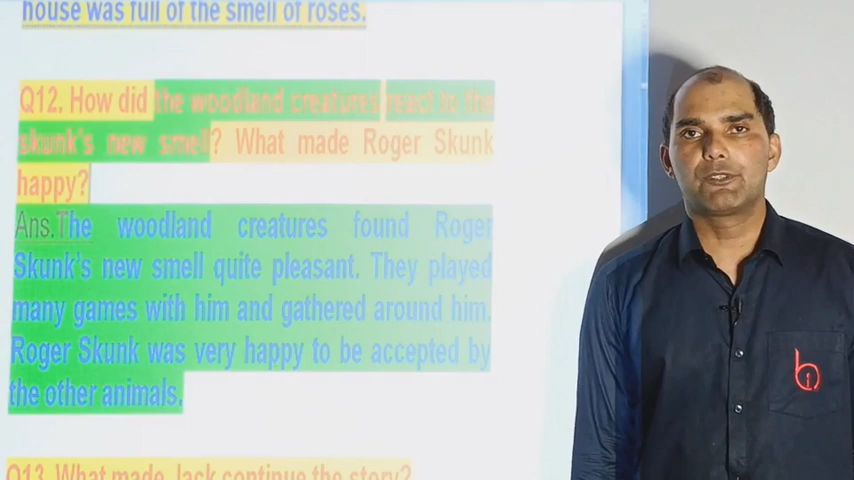 house was full of the smell of roses.
Q12. How did the woodland creatures react to the
skunk's new smell? What made Roger Skunk
happy?
Ans.The woodland creatures found Roger
Skunk's new smell quite pleasant. They played
many games with him and gathered around him.
Roger Skunk was very happy to be accepted by
the other animals.
Q13. What made Jack continue the story?